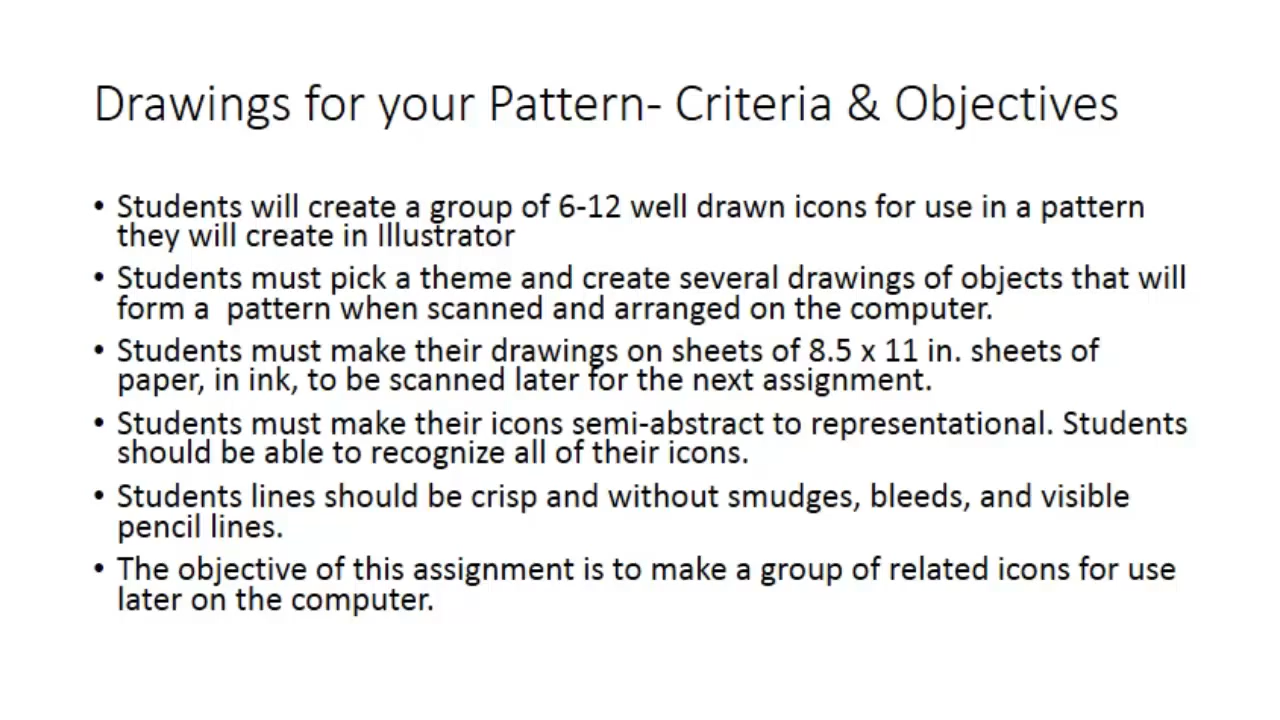 Drawings for your Pattern- Criteria & Objectives
• Students will create a group of 6-12 well drawn icons for use in a pattern
they will create in Illustrator
• Students must pick a theme and create several drawings of objects that will
form a  pattern when scanned and arranged on the computer.
• Students must make their drawings on sheets of 8.5 x 11 in. sheets of
paper, in ink, to be scanned later for the next assignment.
• Students must make their icons semi-abstract to representational. Students
should be able to recognize all of their icons.
• Students lines should be crisp and without smudges, bleeds, and visible
pencil lines.
• The objective of this assignment is to make a group of related icons for use
later on the computer.